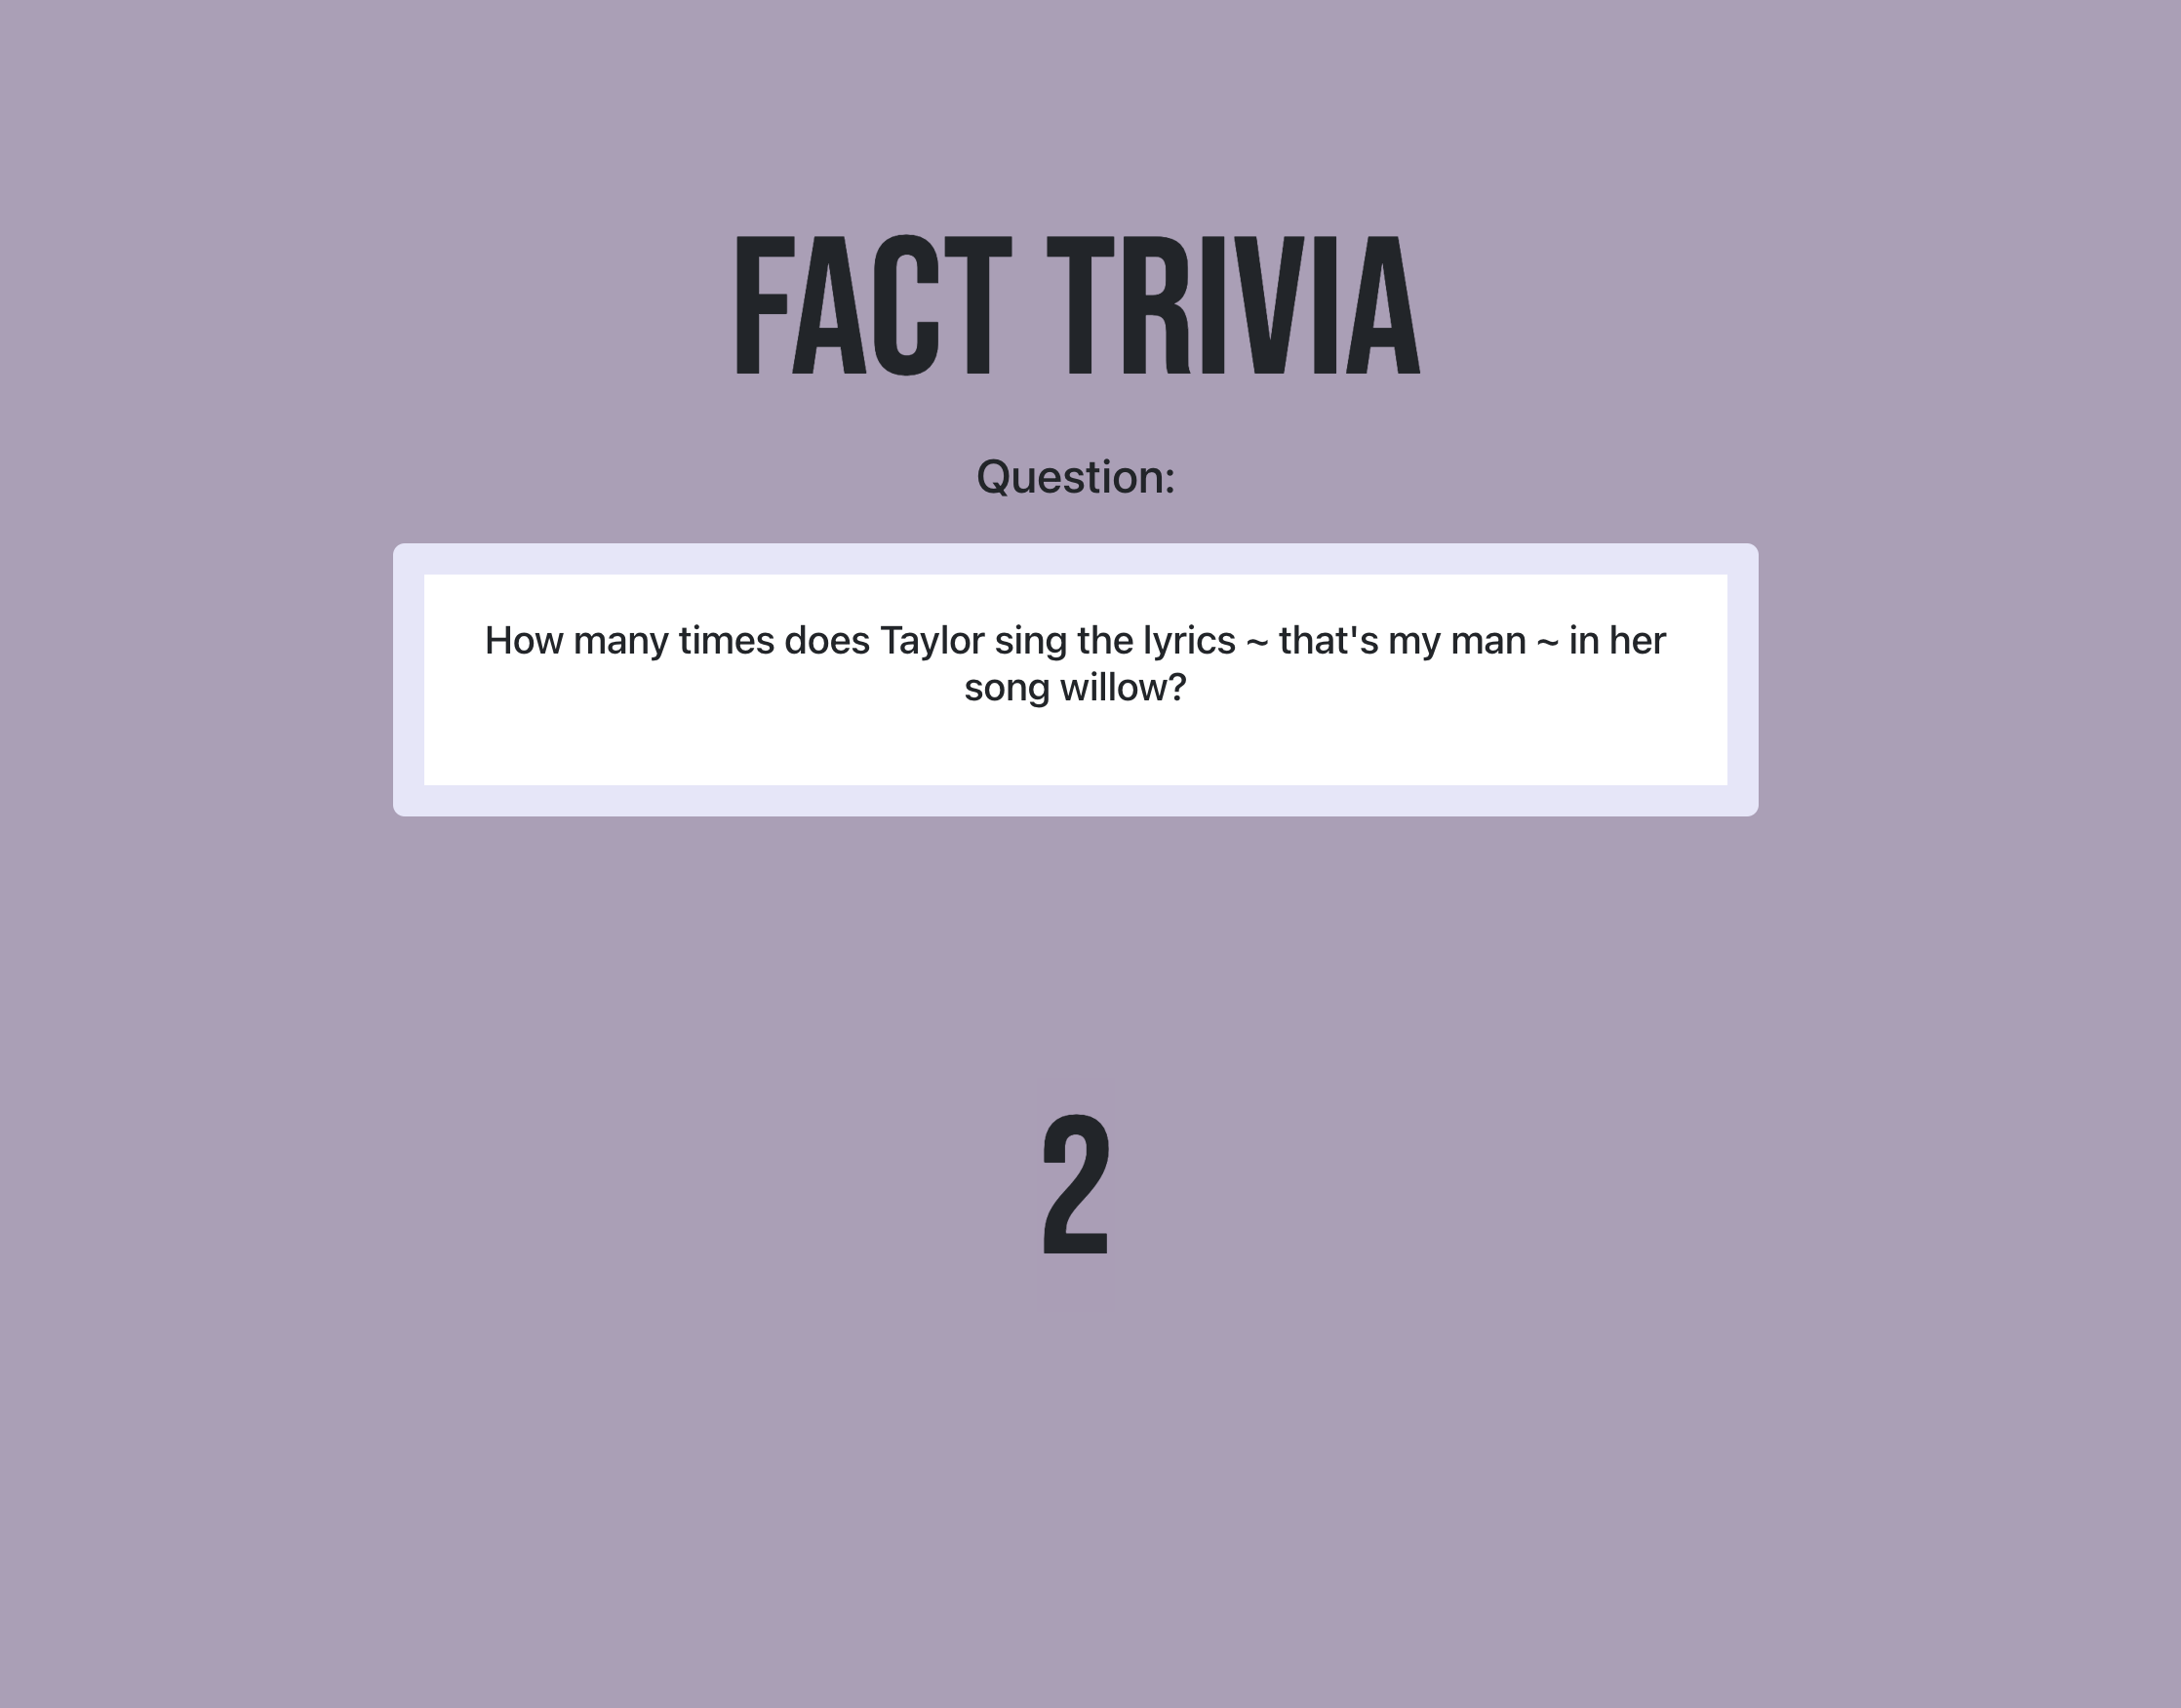 FACT TRIVIA
Question:
How many times does Taylor sing the lyrics ~ that's my man ~ in her
song willow?
2